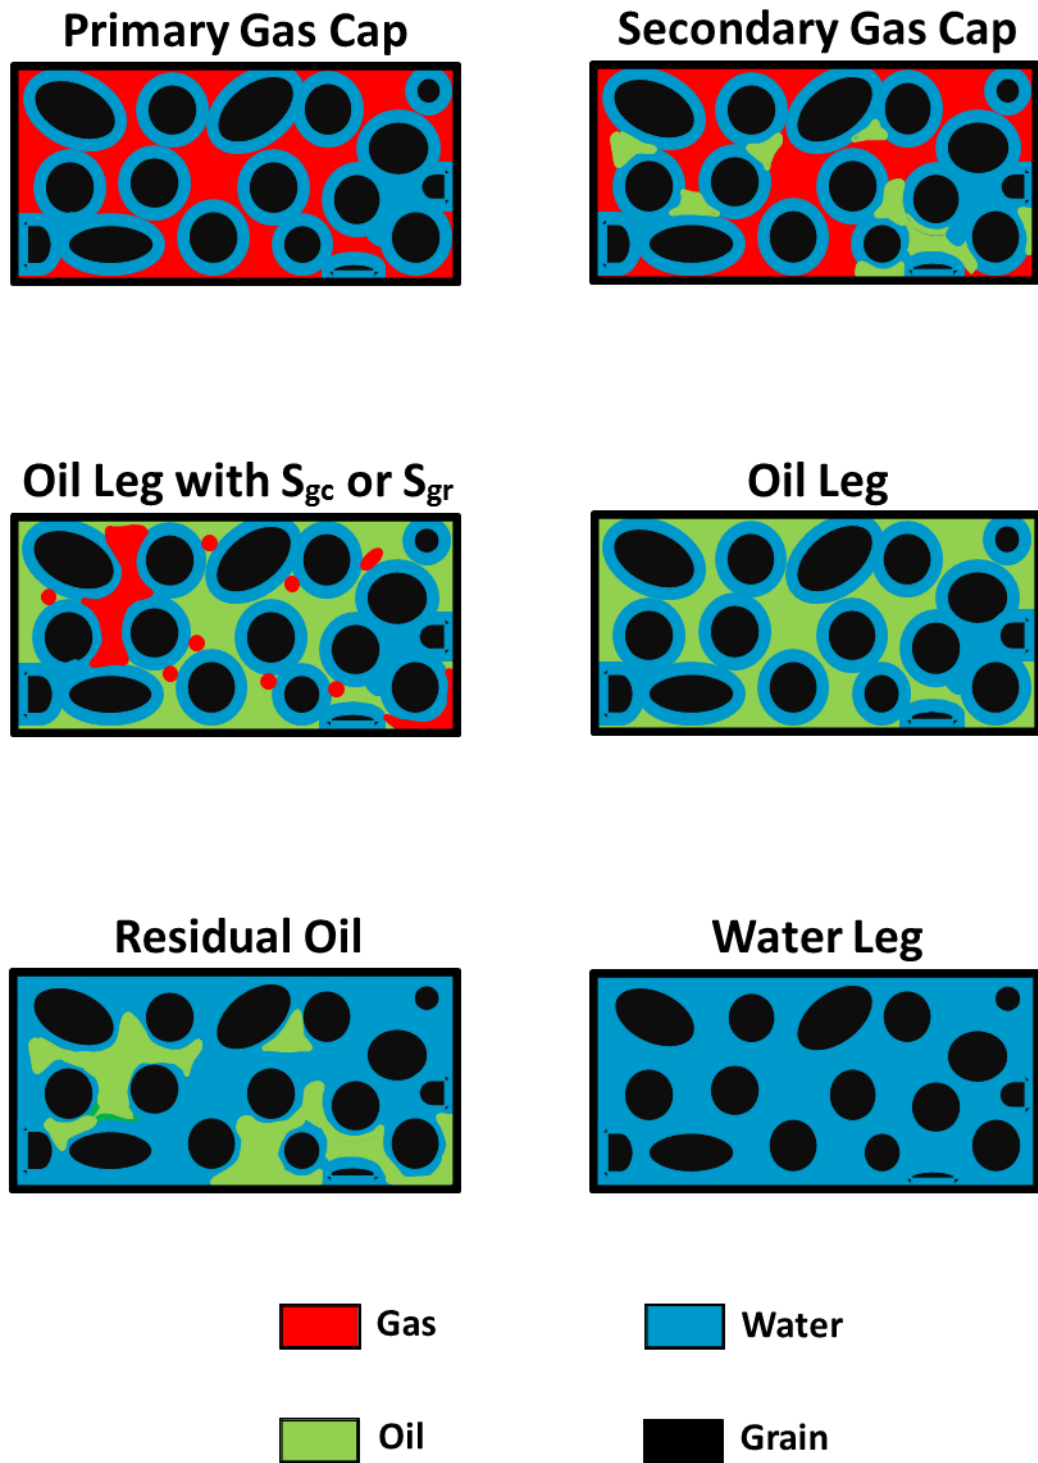 Primary Gas Cap
Secondary Gas Cap
Oil Leg with Sgc or Sgr
Oil Leg
Residual Oil
Water Leg
Gas
Water
Oil
Grain